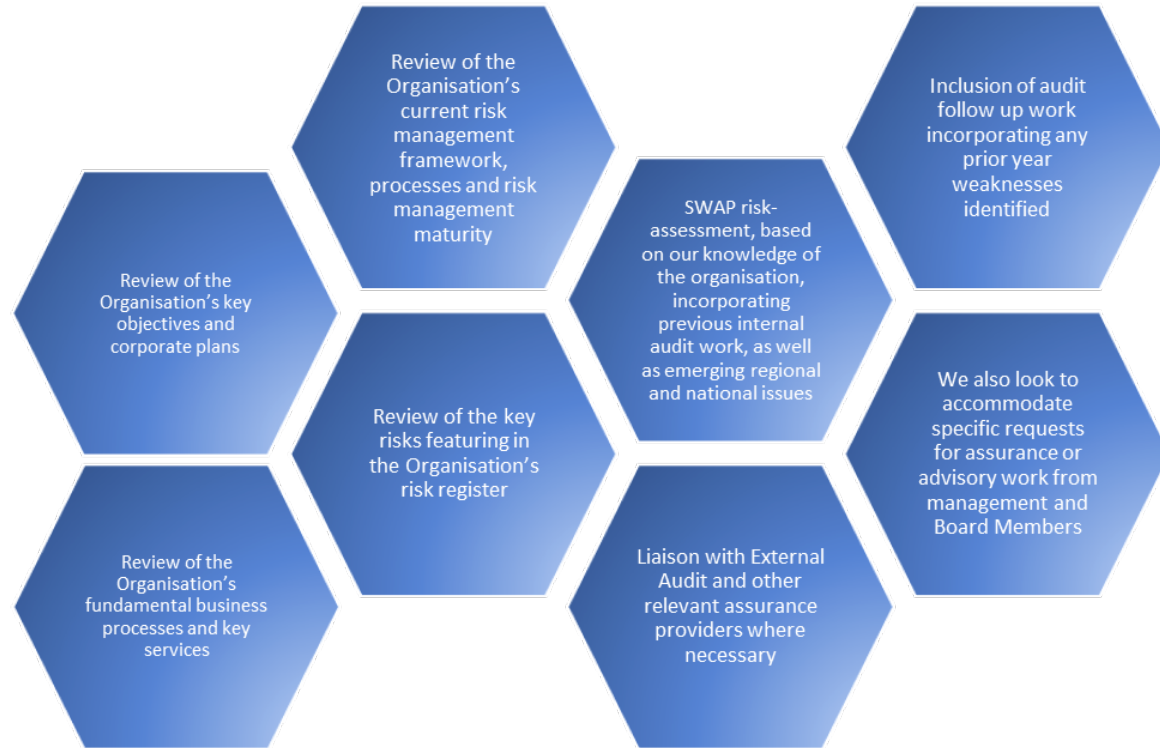 Review of the
Organisation's key
objectives and
corporate plans
Review of the
Organisation's
fundamental business
processes and key
services
Review of the
Organisation's
current risk
management
framework,
processes and risk
management
maturity
Review of the key
risks featuring in
the Organisation's
risk register
SWAP risk-
assessment, based
on our knowledge of
the organisation,
incorporating
previous internal
audit work, as well
as emerging regional
and national issues
Liaison with External
Audit and other
relevant assurance
providers where
necessary
Inclusion of audit
follow up work
incorporating any
prior year
weaknesses
identified
We also look to
accommodate
specific requests
for assurance or
advisory work from
management and
Board Members